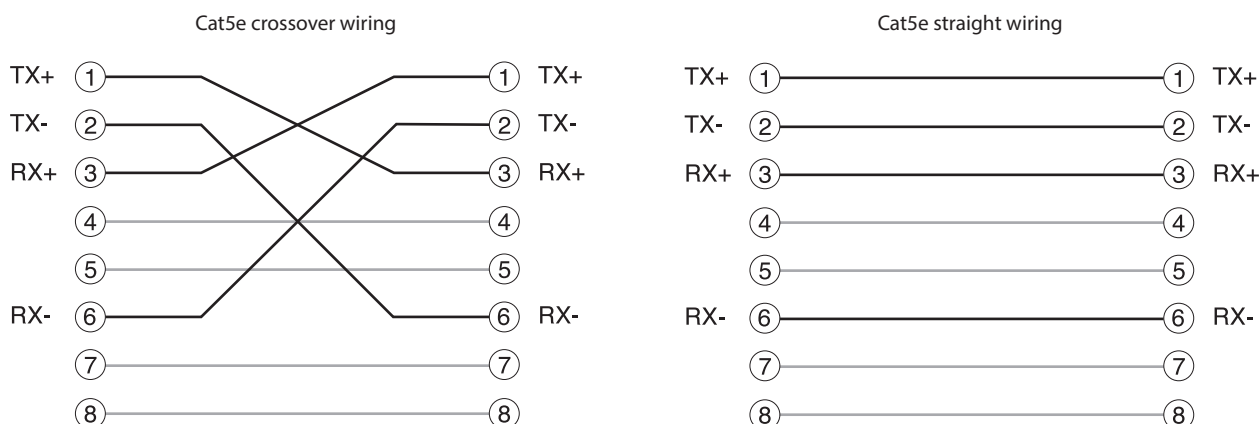 Cat5e crossover wiring
TX+ 1 1 TX+
TX- 2 2 TX-
RX+ 3 3 RX+
4 4
5 5
RX- 6 6 RX-
7 7
8 8
Cat5e straight wiring
TX+ 1 1 TX+
TX- 2 2 TX-
RX+ 3 3 RX+
4 4
5 5
RX- 6 6 RX-
7 7
8 8